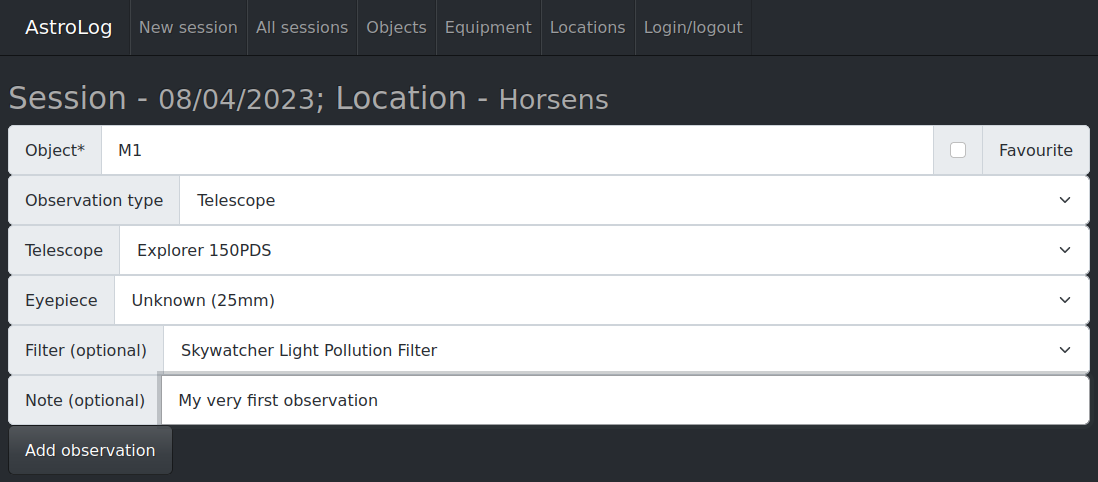 AstroLog New session All sessions Objects Equipment Locations Login/logout
Session - 08/04/2023; Location - Horsens
Object* M1 Favourite
Observation type Telescope
Telescope Explorer 150PDS
Eyepiece Unknown (25mm)
Filter (optional) Skywatcher Light Pollution Filter
Note (optional) My very first observation
Add observation